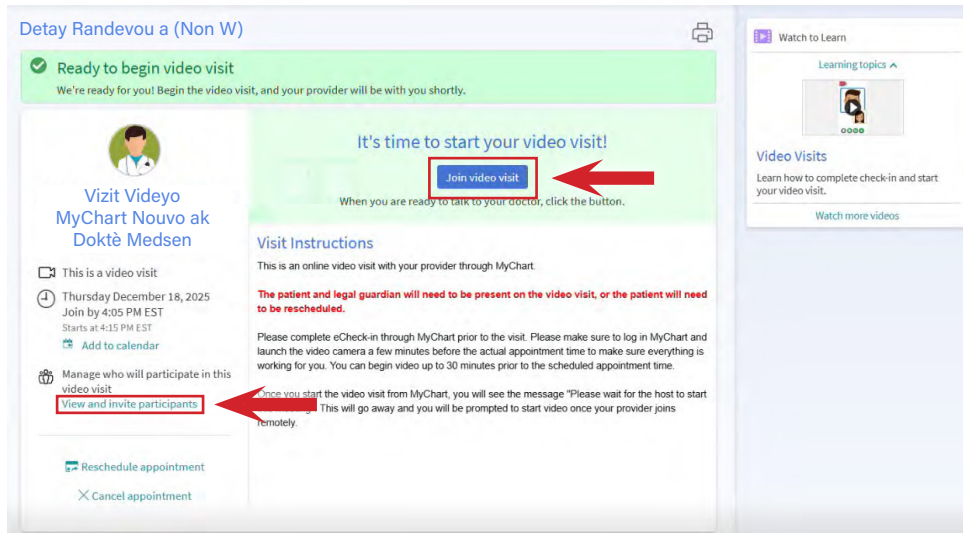 Detay Randevou a (Non W)
Ready to begin video visit
We're ready for you! Begin the video visit, and your provider will be with you shortly.
Vizit Videyo
MyChart Nouvo ak
Doktè Medsen
This is a video visit
Thursday December 18, 2025
Join by 4:05 PM EST
Starts at 4:15 PM EST
Add to calendar
Manage who will participate in this
video visit
View and invite participants
Reschedule appointment
Cancel appointment
It's time to start your video visit!
Join video visit
When you are ready to talk to your doctor, click the button.
Visit Instructions
This is an online video visit with your provider through MyChart.
The patient and legal guardian will need to be present on the video visit, or the patient will need
to be rescheduled.
Please complete eCheck-in through MyChart prior to the visit. Please make sure to log in MyChart and
launch the video camera a few minutes before the actual appointment time to make sure everything is
working for you. You can begin video up to 30 minutes prior to the scheduled appointment time.
Once you start the video visit from MyChart, you will see the message "Please wait for the host to start
This will go away and you will be prompted to start video once your provider joins
remotely.
Watch to Learn
Learning topics
Video Visits
Learn how to complete check-in and start
your video visit.
Watch more videos